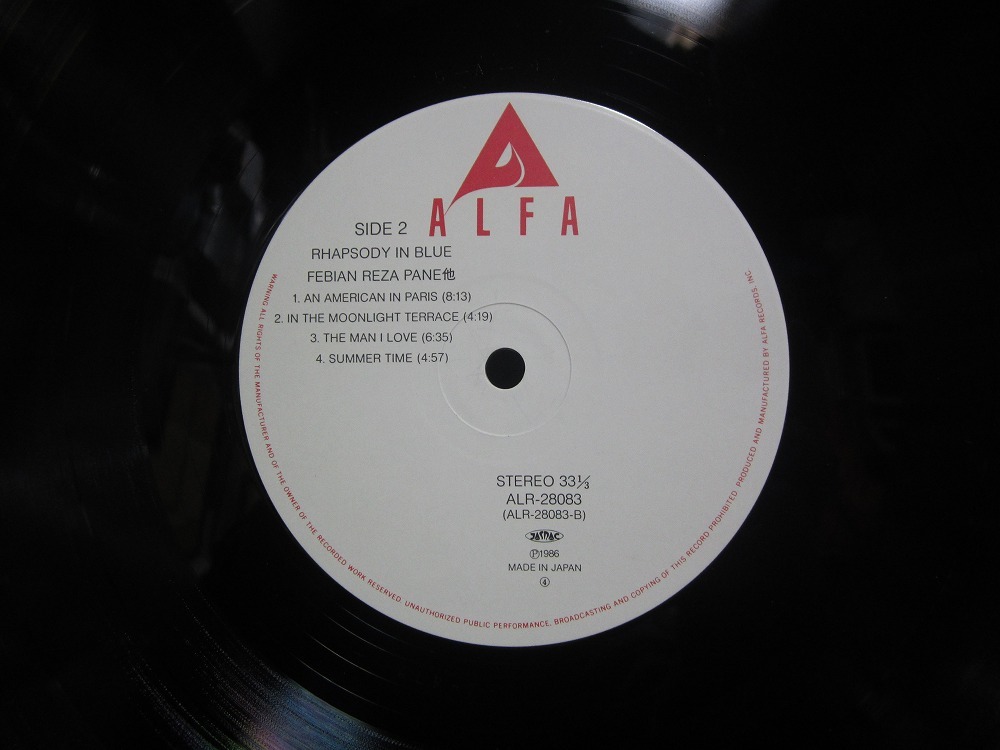 ALFA
SIDE 2
RHAPSODY IN BLUE
FEBIAN REZA PANE他
1. AN AMERICAN IN PARIS (8:13)
2. IN THE MOONLIGHT TERRACE (4:19)
3. THE MAN I LOVE (6:35)
4. SUMMER TIME (4:57)
STEREO 33⅓
ALR-28083
(ALR-28083-B)
JASRAC
Ⓟ1986
MADE IN JAPAN
④
WARNING ALL RIGHTS OF THE MANUFACTURER AND OF THE OWNER OF THE RECORDED WORK RESERVED. UNAUTHORIZED PUBLIC PERFORMANCE, BROADCASTING AND COPYING OF THIS RECORD PROHIBITED. PRODUCED AND MANUFACTURED BY ALFA RECORDS, INC.